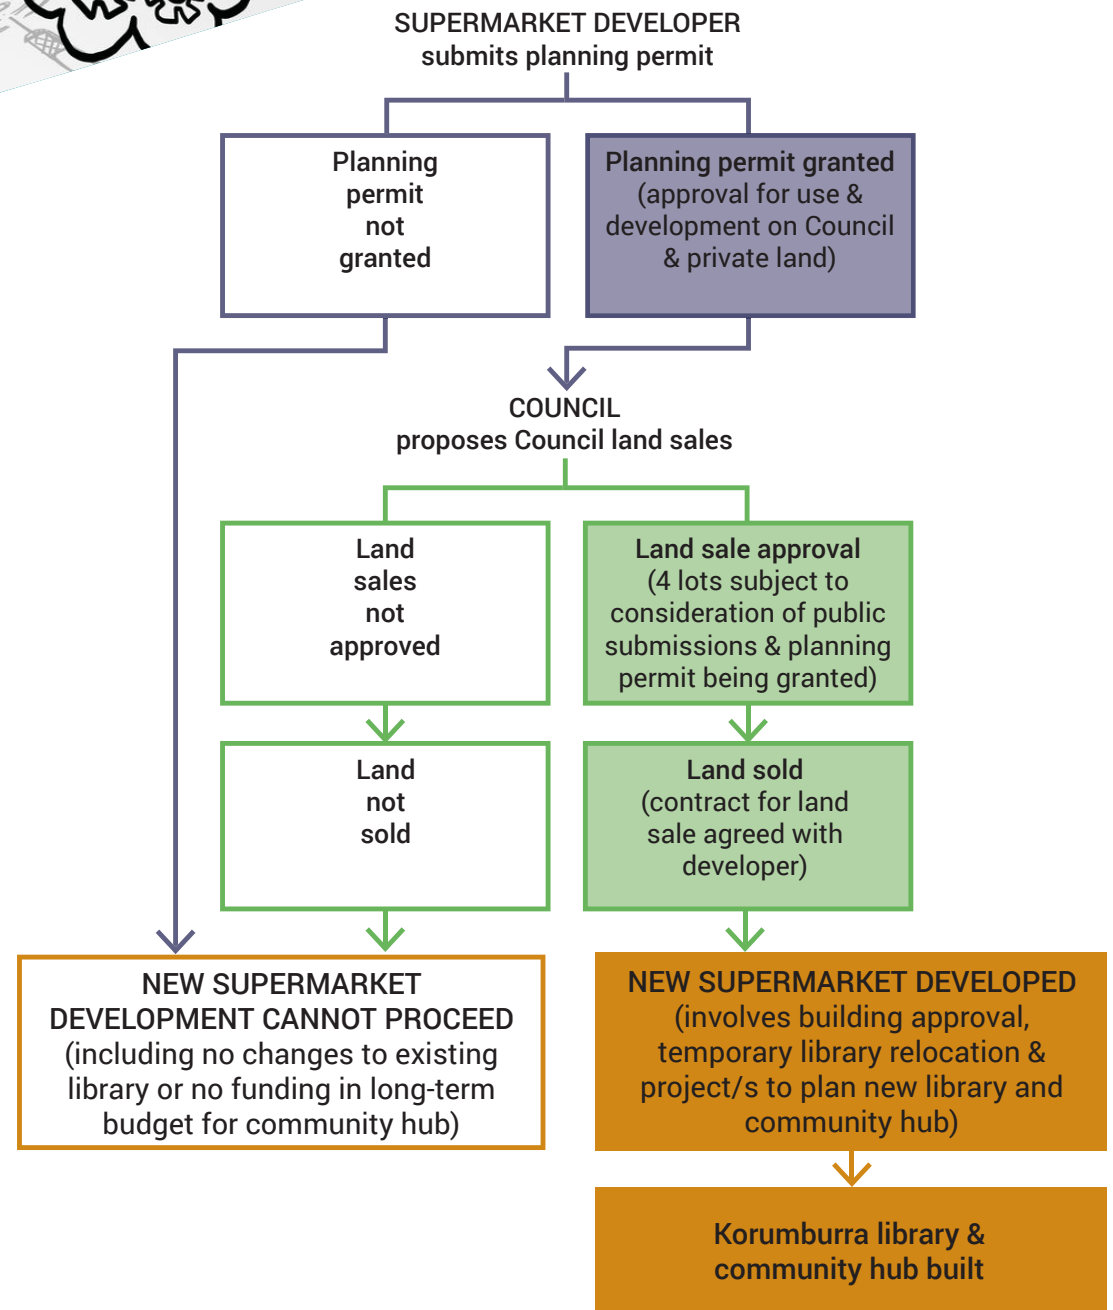 SUPERMARKET DEVELOPER
submits planning permit
Planning
permit
not
granted
Planning permit granted
(approval for use &
development on Council
& private land)
COUNCIL
proposes Council land sales
Land
sales
not
approved
Land sale approval
(4 lots subject to
consideration of public
submissions & planning
permit being granted)
Land
not
sold
Land sold
(contract for land
sale agreed with
developer)
NEW SUPERMARKET
DEVELOPMENT CANNOT PROCEED
(including no changes to existing
library or no funding in long-term
budget for community hub)
NEW SUPERMARKET DEVELOPED
(involves building approval,
temporary library relocation &
project/s to plan new library and
community hub)
Korumburra library &
community hub built